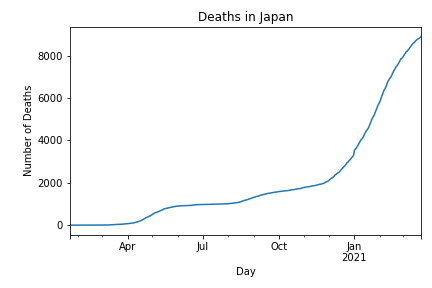 Deaths in Japan
Number of Deaths
8000
6000
4000
2000
0
Apr
Jul
Oct
Jan
2021
Day